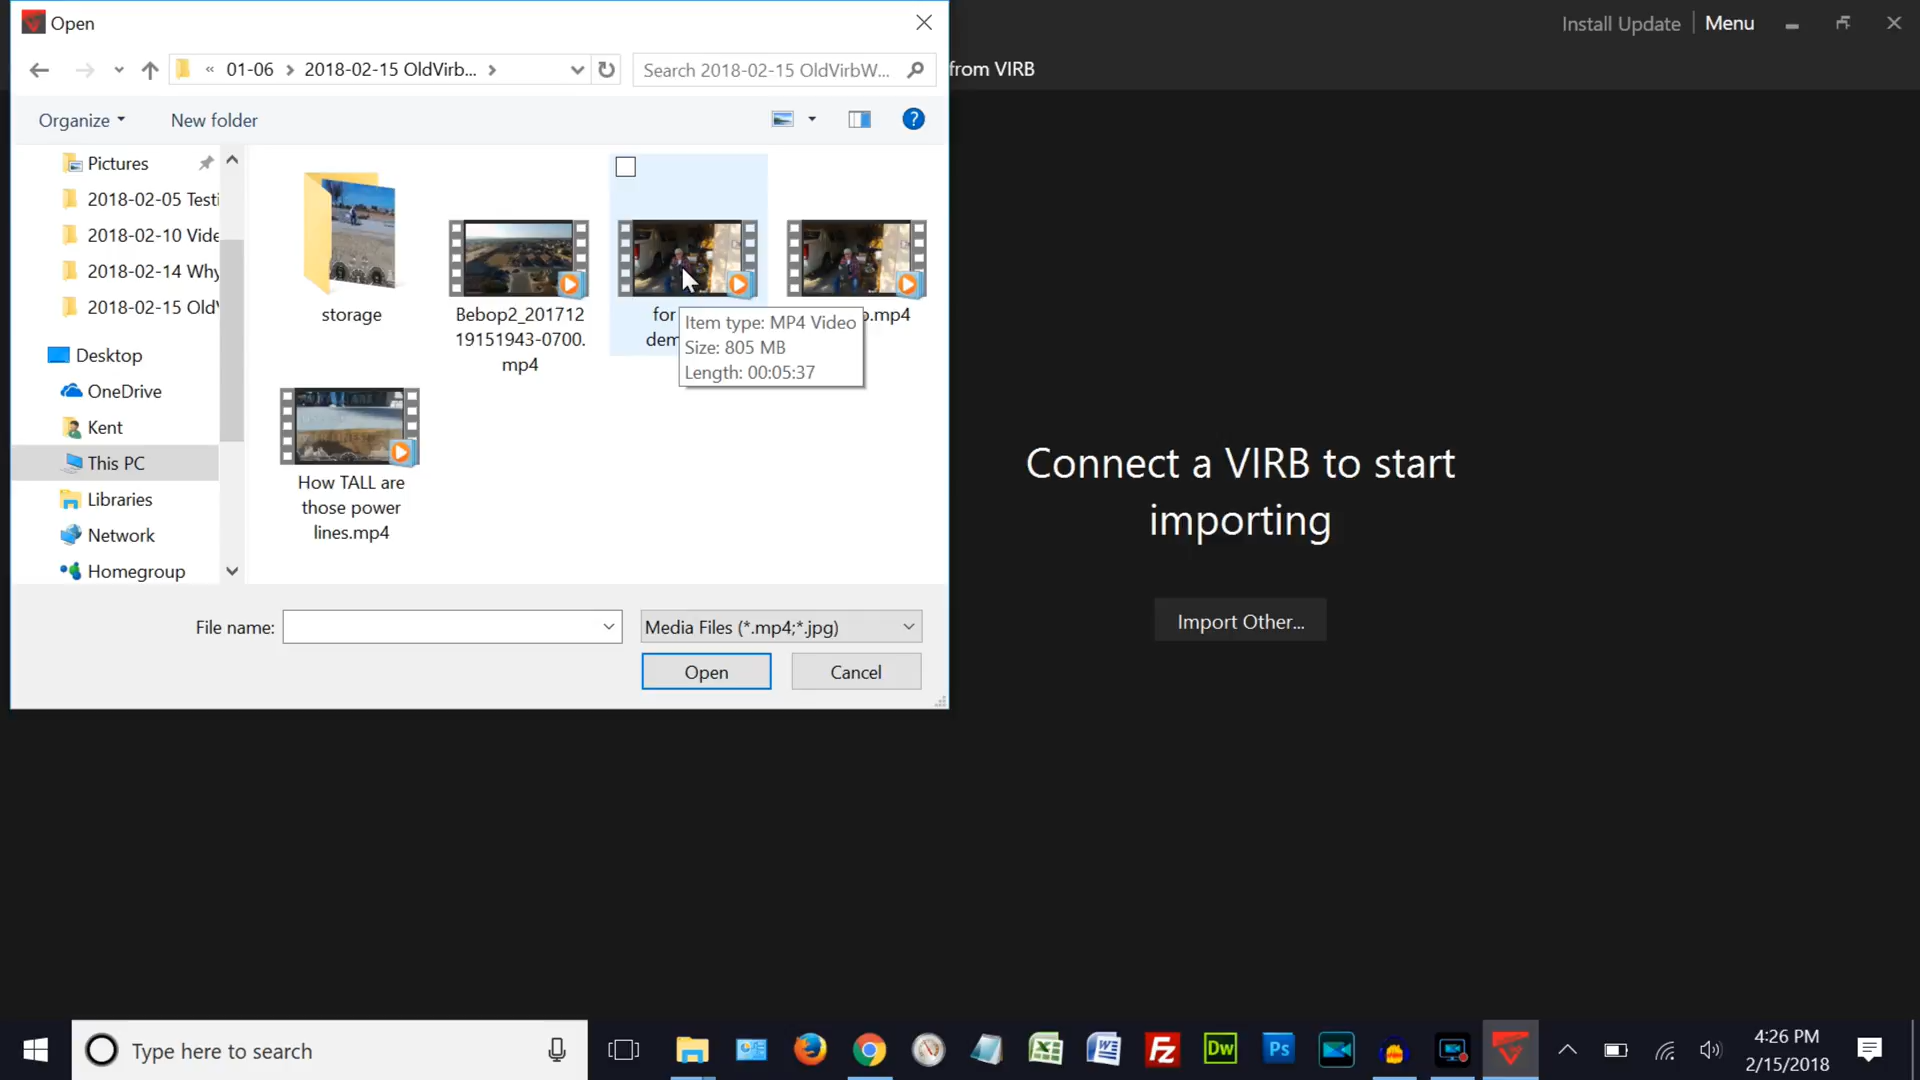 Open
Install Update
Menu
« 01-06 > 2018-02-15 OldVirb... >
Search 2018-02-15 OldVirbW...
from VIRB
Organize
New folder
Pictures
2018-02-05 Testi
2018-02-10 Vide
2018-02-14 Why
2018-02-15 Old
Desktop
OneDrive
Kent
This PC
Libraries
Network
Homegroup
storage
Bebop2_201712
19151943-0700.
mp4
for
dem
.mp4
Item type: MP4 Video
Size: 805 MB
Length: 00:05:37
How TALL are
those power
lines.mp4
File name:
Media Files (*.mp4;*.jpg)
Open
Cancel
Connect a VIRB to start
importing
Import Other...
Type here to search
Fz
Dw
Ps
4:26 PM
2/15/2018